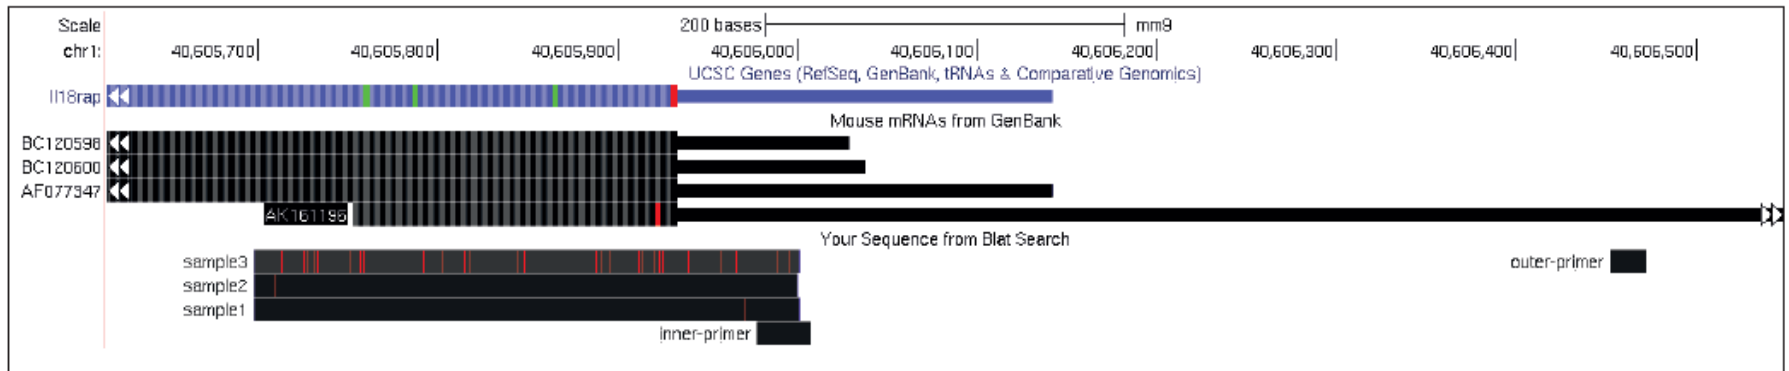 Scale 200 bases mm9
chr1: 40,605,700 40,605,800 40,605,900 40,606,000 40,606,100 40,606,200 40,606,300 40,606,400 40,606,500
UCSC Genes (RefSeq, GenBank, tRNAs & Comparative Genomics)
Il18rap
Mouse mRNAs from GenBank
BC120598
BC120600
AF077347
AK161196
Your Sequence from Blat Search
sample3 outer-primer
sample2
sample1
inner-primer